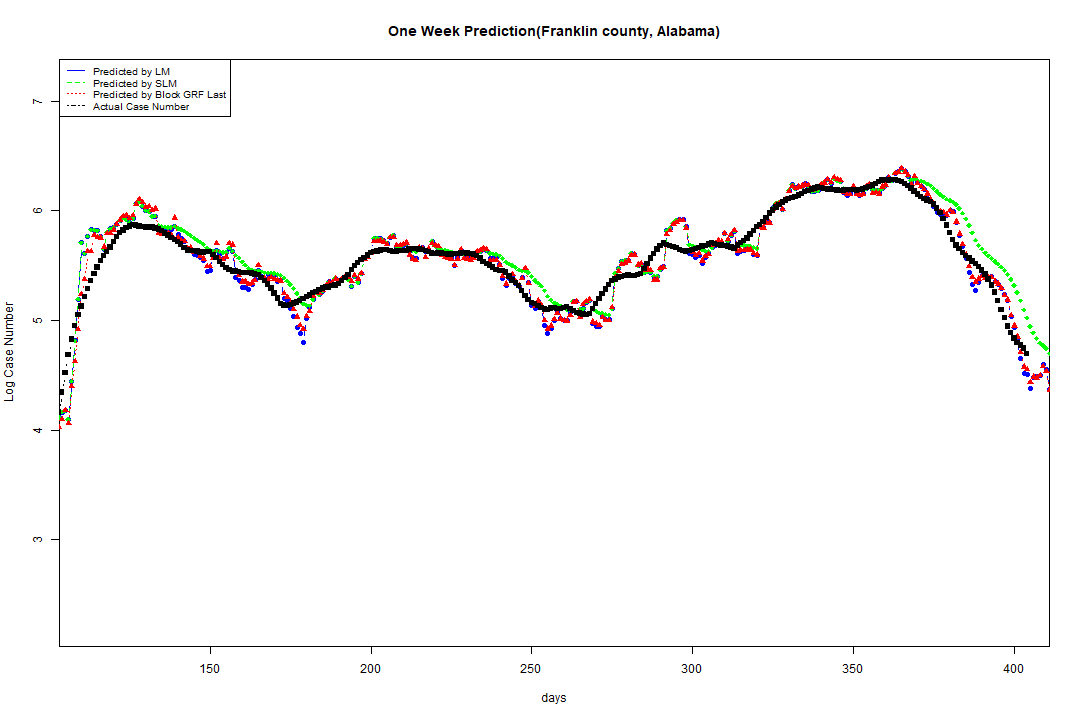 One Week Prediction(Franklin county, Alabama)
Predicted by LM
Predicted by SLM
Predicted by Block GRF Last
Actual Case Number
7
6
5
4
3
Log Case Number
150 200 250 300 350 400
days